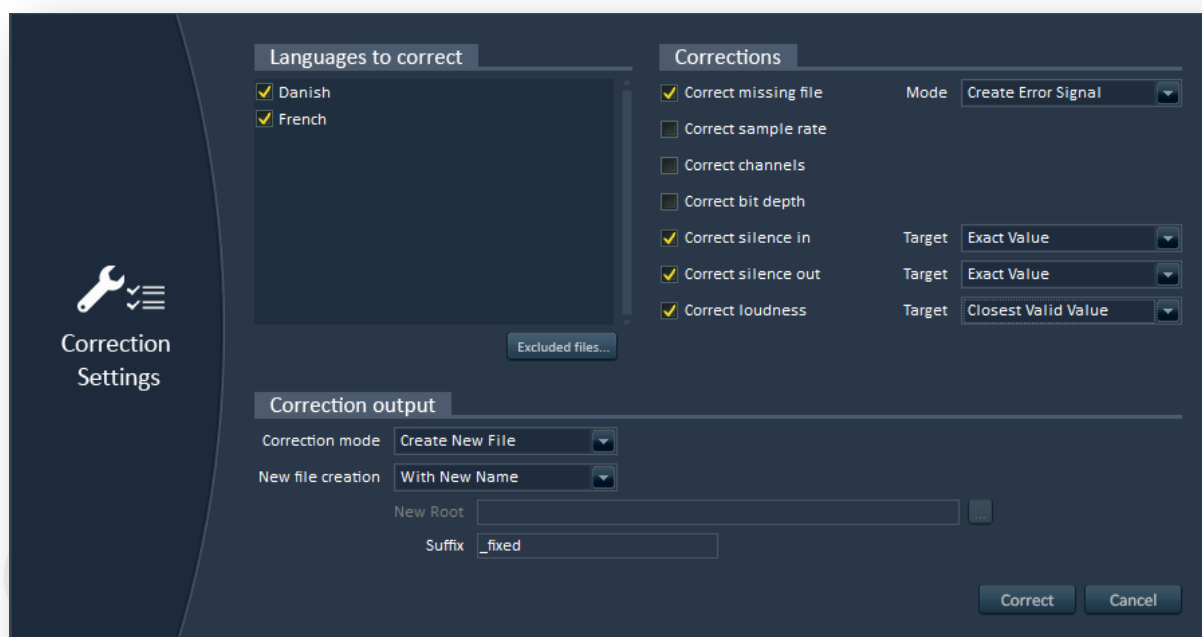 Correction
Settings
Languages to correct
Danish
French
Excluded files...
Corrections
Correct missing file Mode Create Error Signal
Correct sample rate
Correct channels
Correct bit depth
Correct silence in Target Exact Value
Correct silence out Target Exact Value
Correct loudness Target Closest Valid Value
Correction output
Correction mode Create New File
New file creation With New Name
New Root ...
Suffix _fixed
Correct Cancel